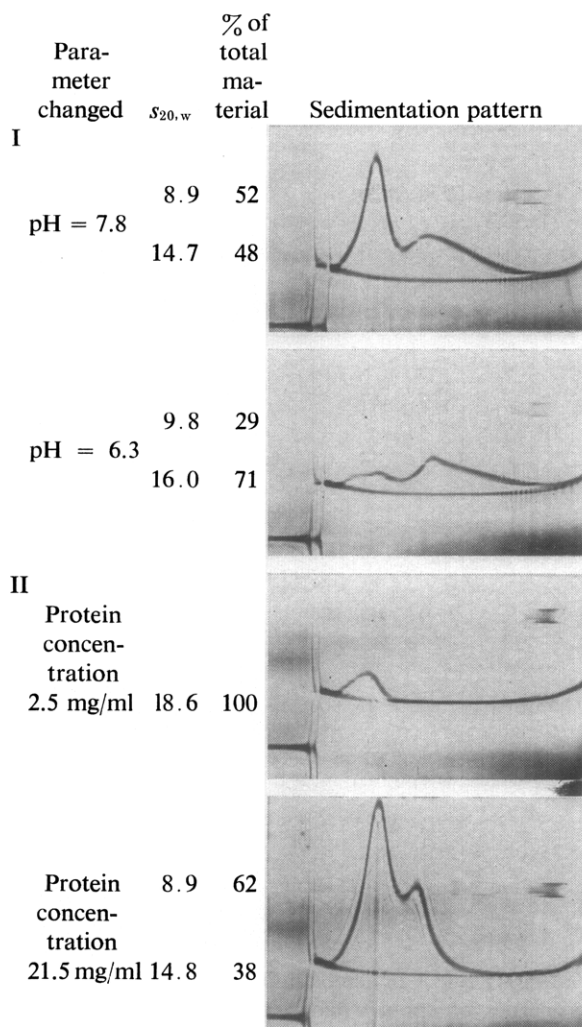 Para-
meter
changed
s20, w
% of
total
ma-
terial
Sedimentation pattern
I
pH = 7.8
8.9 52
14.7 48
pH = 6.3
9.8 29
16.0 71
II
Protein
concen-
tration
2.5 mg/ml 18.6 100
Protein
concen-
tration
21.5 mg/ml
8.9 62
14.8 38